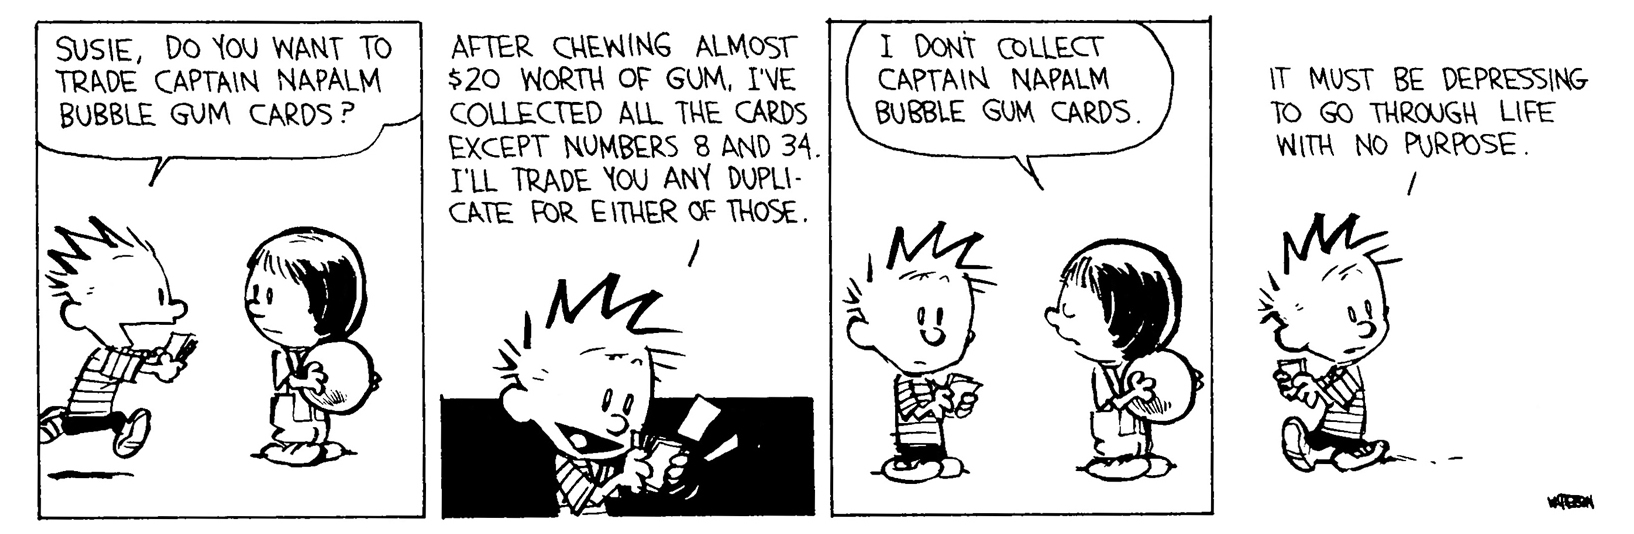 SUSIE, DO YOU WANT TO
TRADE CAPTAIN NAPALM
BUBBLE GUM CARDS?
AFTER CHEWING ALMOST
$20 WORTH OF GUM, I'VE
COLLECTED ALL THE CARDS
EXCEPT NUMBERS 8 AND 34.
I'LL TRADE YOU ANY DUPLI-
CATE FOR EITHER OF THOSE.
I DON'T COLLECT
CAPTAIN NAPALM
BUBBLE GUM CARDS.
IT MUST BE DEPRESSING
TO GO THROUGH LIFE
WITH NO PURPOSE.
WATTERSON